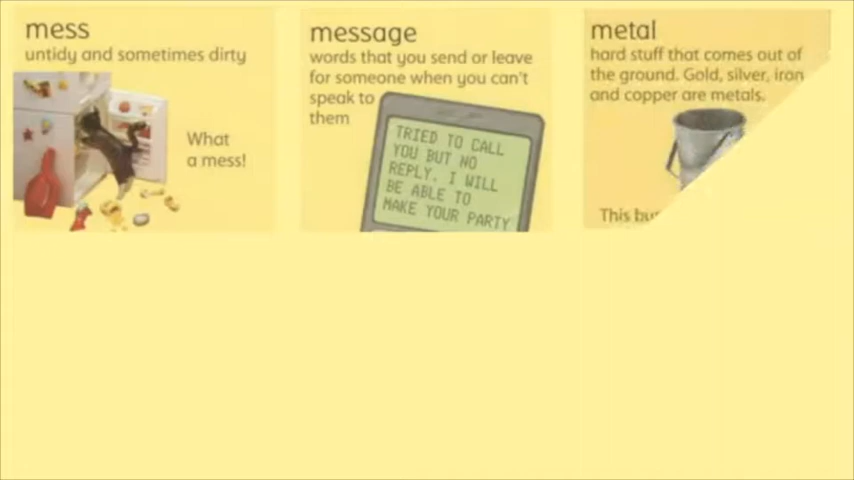 mess
untidy and sometimes dirty
What
a mess!
message
words that you send or leave
for someone when you can't
speak to
them
TRIED TO CALL
YOU BUT NO
REPLY. I WILL
BE ABLE TO
MAKE YOUR PARTY
metal
hard stuff that comes out of
the ground. Gold, silver, iron
and copper are metals.
This